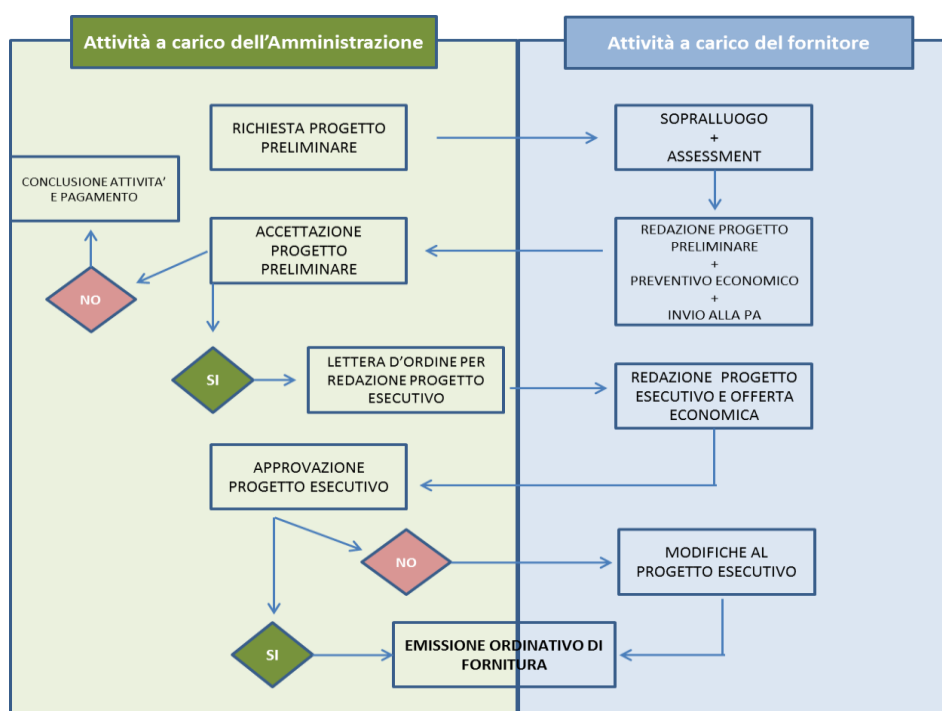 Attività a carico dell'Amministrazione
Attività a carico del fornitore
RICHIESTA PROGETTO
PRELIMINARE
SOPRALLUOGO
+
ASSESSMENT
CONCLUSIONE ATTIVITA'
E PAGAMENTO
ACCETTAZIONE
PROGETTO
PRELIMINARE
REDAZIONE PROGETTO
PRELIMINARE
+
PREVENTIVO ECONOMICO
+
INVIO ALLA PA
NO
SI
LETTERA D'ORDINE PER
REDAZIONE PROGETTO
ESECUTIVO
REDAZIONE PROGETTO
ESECUTIVO E OFFERTA
ECONOMICA
APPROVAZIONE
PROGETTO ESECUTIVO
NO
MODIFICHE AL
PROGETTO ESECUTIVO
SI
EMISSIONE ORDINATIVO DI
FORNITURA